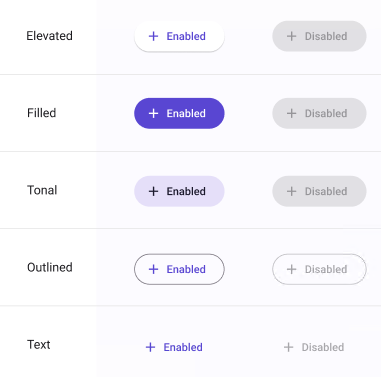 Elevated + Enabled + Disabled
Filled + Enabled + Disabled
Tonal + Enabled + Disabled
Outlined + Enabled + Disabled
Text + Enabled + Disabled